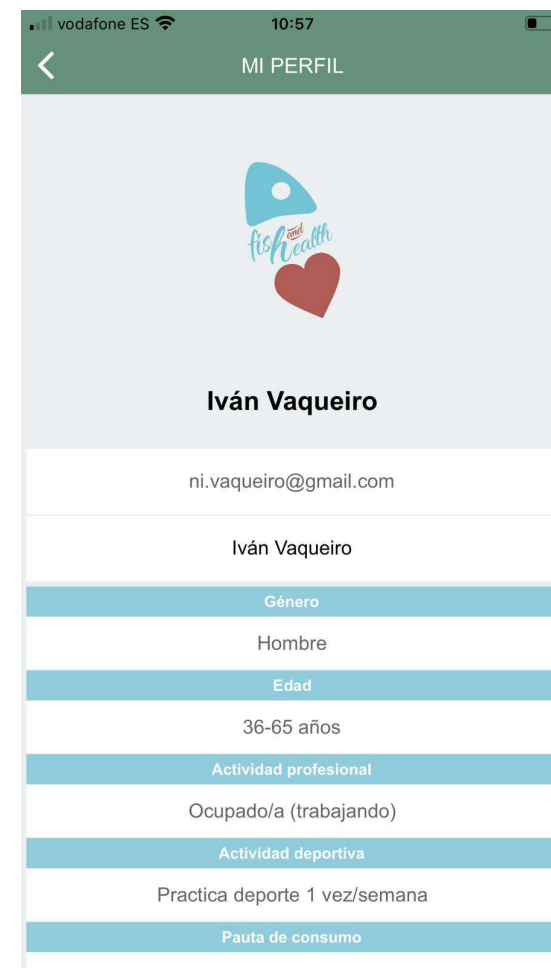 vodafone ES 10:57
MI PERFIL
fish and health
Iván Vaqueiro
ni.vaqueiro@gmail.com
Iván Vaqueiro
Género
Hombre
Edad
36-65 años
Actividad profesional
Ocupado/a (trabajando)
Actividad deportiva
Practica deporte 1 vez/semana
Pauta de consumo